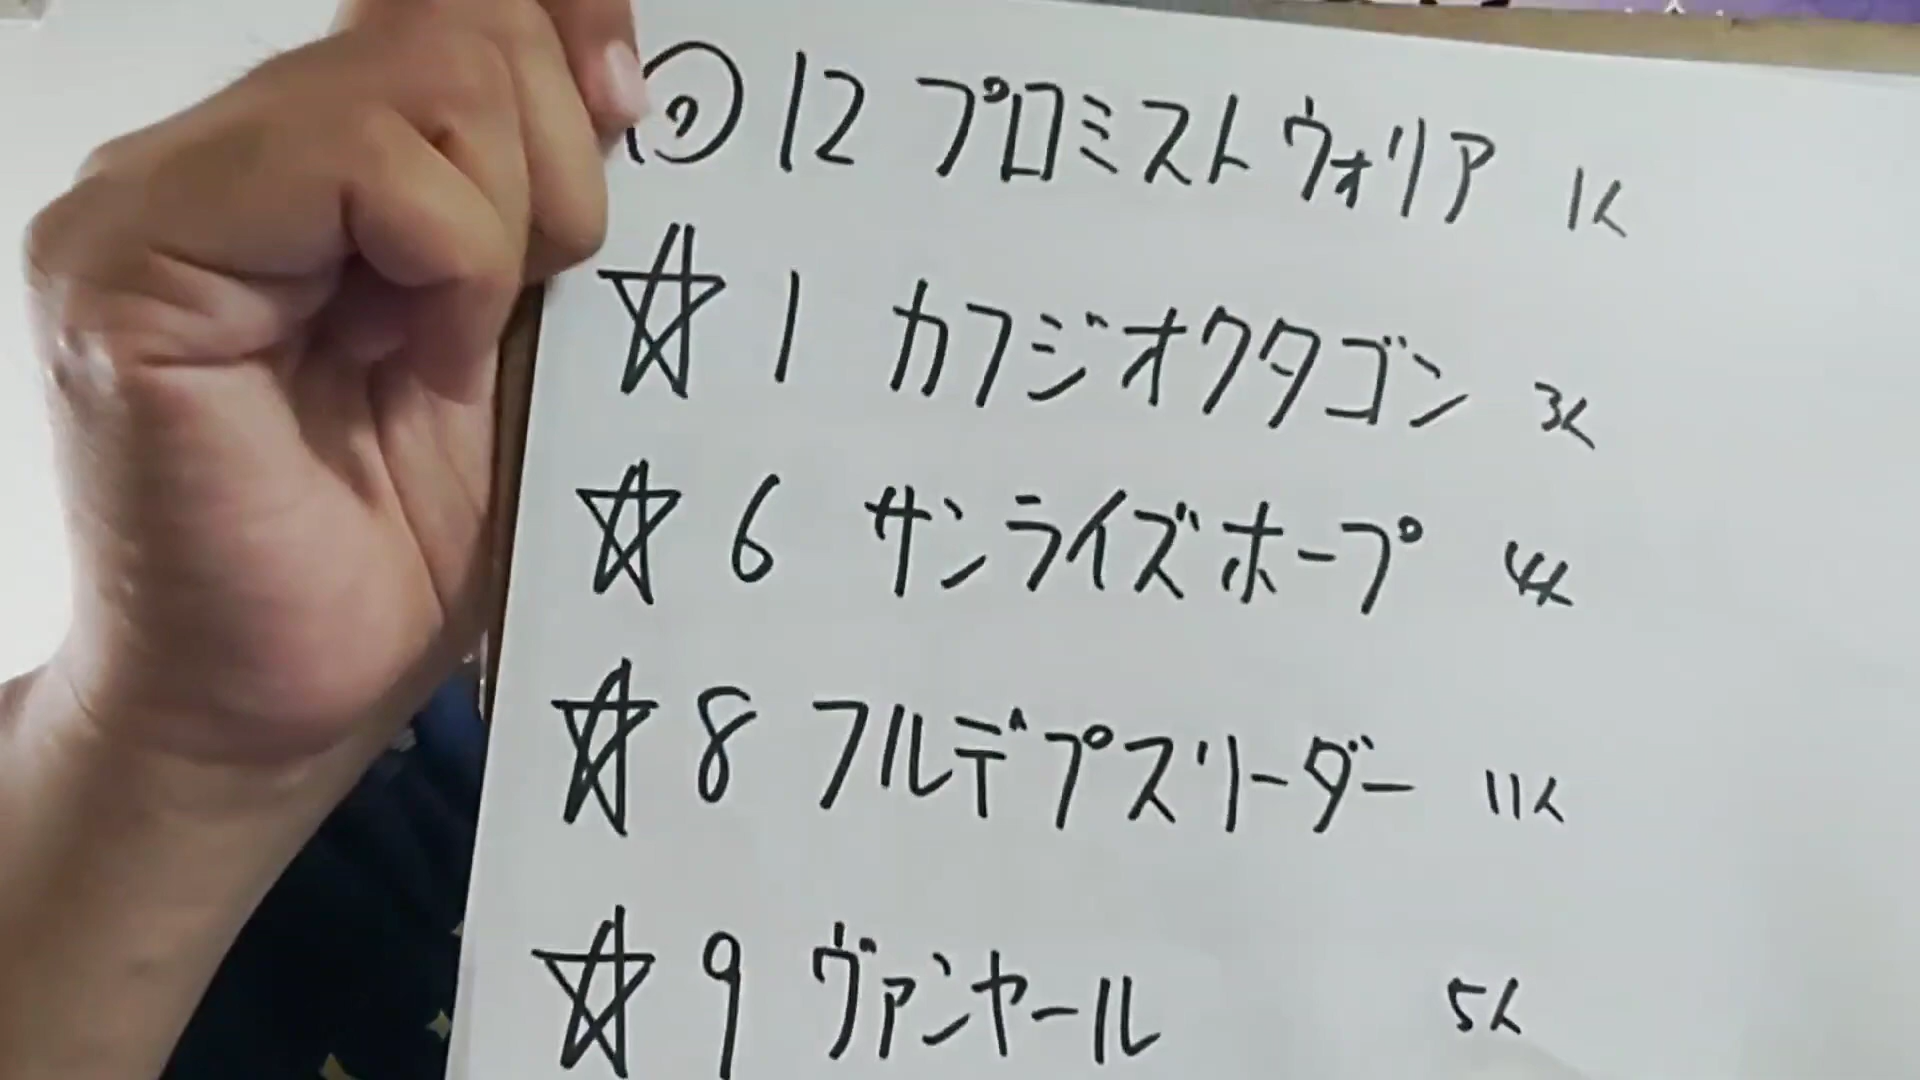 ワ 12 プロミストウォリア 1人
☆ 1 カフジオクタゴン 3人
☆ 6 サンライズホープ 4人
☆ 8 フルデプスリーダー 11人
☆ 9 ヴァンヤール 5人